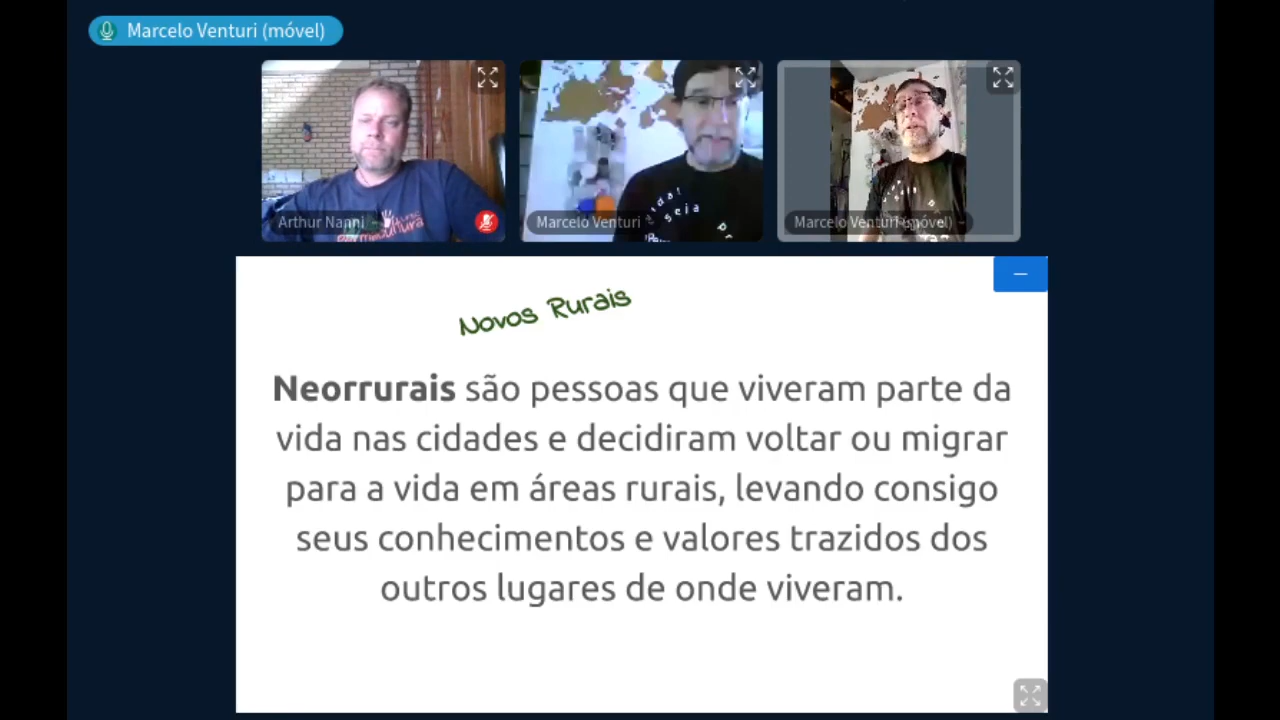 Marcelo Venturi (móvel)
Arthur Nanni
Marcelo Venturi
Marcelo Venturi (móvel)
Novos Rurais
Neorrurais são pessoas que viveram parte da
vida nas cidades e decidiram voltar ou migrar
para a vida em áreas rurais, levando consigo
seus conhecimentos e valores trazidos dos
outros lugares de onde viveram.